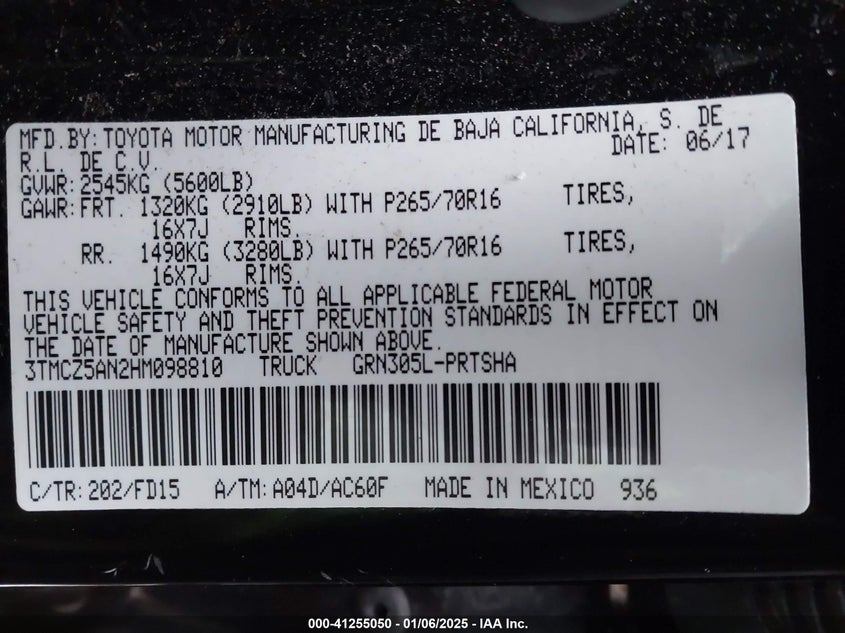 MFD.BY:TOYOTA MOTOR MANUFACTURING DE BAJA CALIFORNIA, S. DE
R.L. DE C.V. DATE: 06/17
GVWR:2545KG (5600LB)
GAWR:FRT. 1320KG (2910LB) WITH P265/70R16 TIRES,
16X7J RIMS.
RR. 1490KG (3280LB) WITH P265/70R16 TIRES,
16X7J RIMS.
THIS VEHICLE CONFORMS TO ALL APPLICABLE FEDERAL MOTOR
VEHICLE SAFETY AND THEFT PREVENTION STANDARDS IN EFFECT ON
THE DATE OF MANUFACTURE SHOWN ABOVE.
3TMCZ5AN2HM098810 TRUCK GRN305L-PRTSHA
C/TR:202/FD15 A/TM:A04D/AC60F MADE IN MEXICO 936
000-41255050 - 01/06/2025 - IAA Inc.